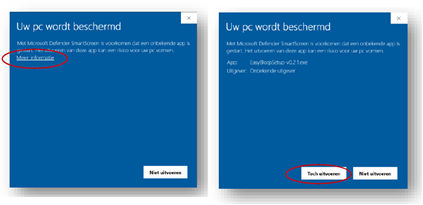 Uw pc wordt beschermd
Met Microsoft Defender SmartScreen is voorkomen dat een onbekende app is
gestart. Het uitvoeren van deze app kan een risico voor uw pc vormen.
Meer informatie
Niet uitvoeren
Uw pc wordt beschermd
Met Microsoft Defender SmartScreen is voorkomen dat een onbekende app is
gestart. Het uitvoeren van deze app kan een risico voor uw pc vormen.
App:
Uitgever: Onbekende uitgever
Toch uitvoeren Niet uitvoeren